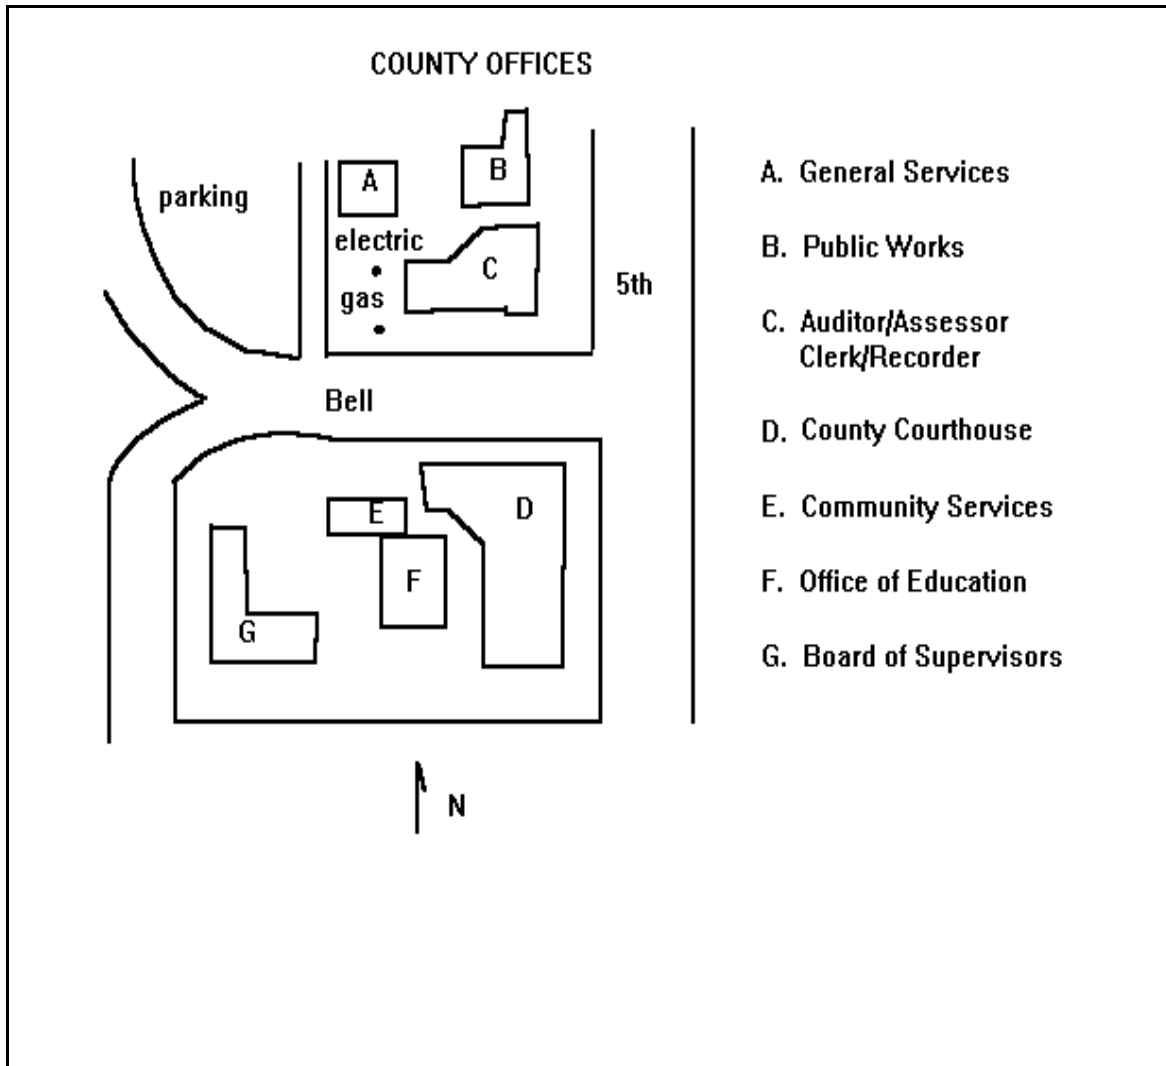 COUNTY OFFICES
A
B
parking
electric
C
gas
5th
Bell
D
E
F
G
N
A. General Services
B. Public Works
C. Auditor/Assessor
Clerk/Recorder
D. County Courthouse
E. Community Services
F. Office of Education
G. Board of Supervisors